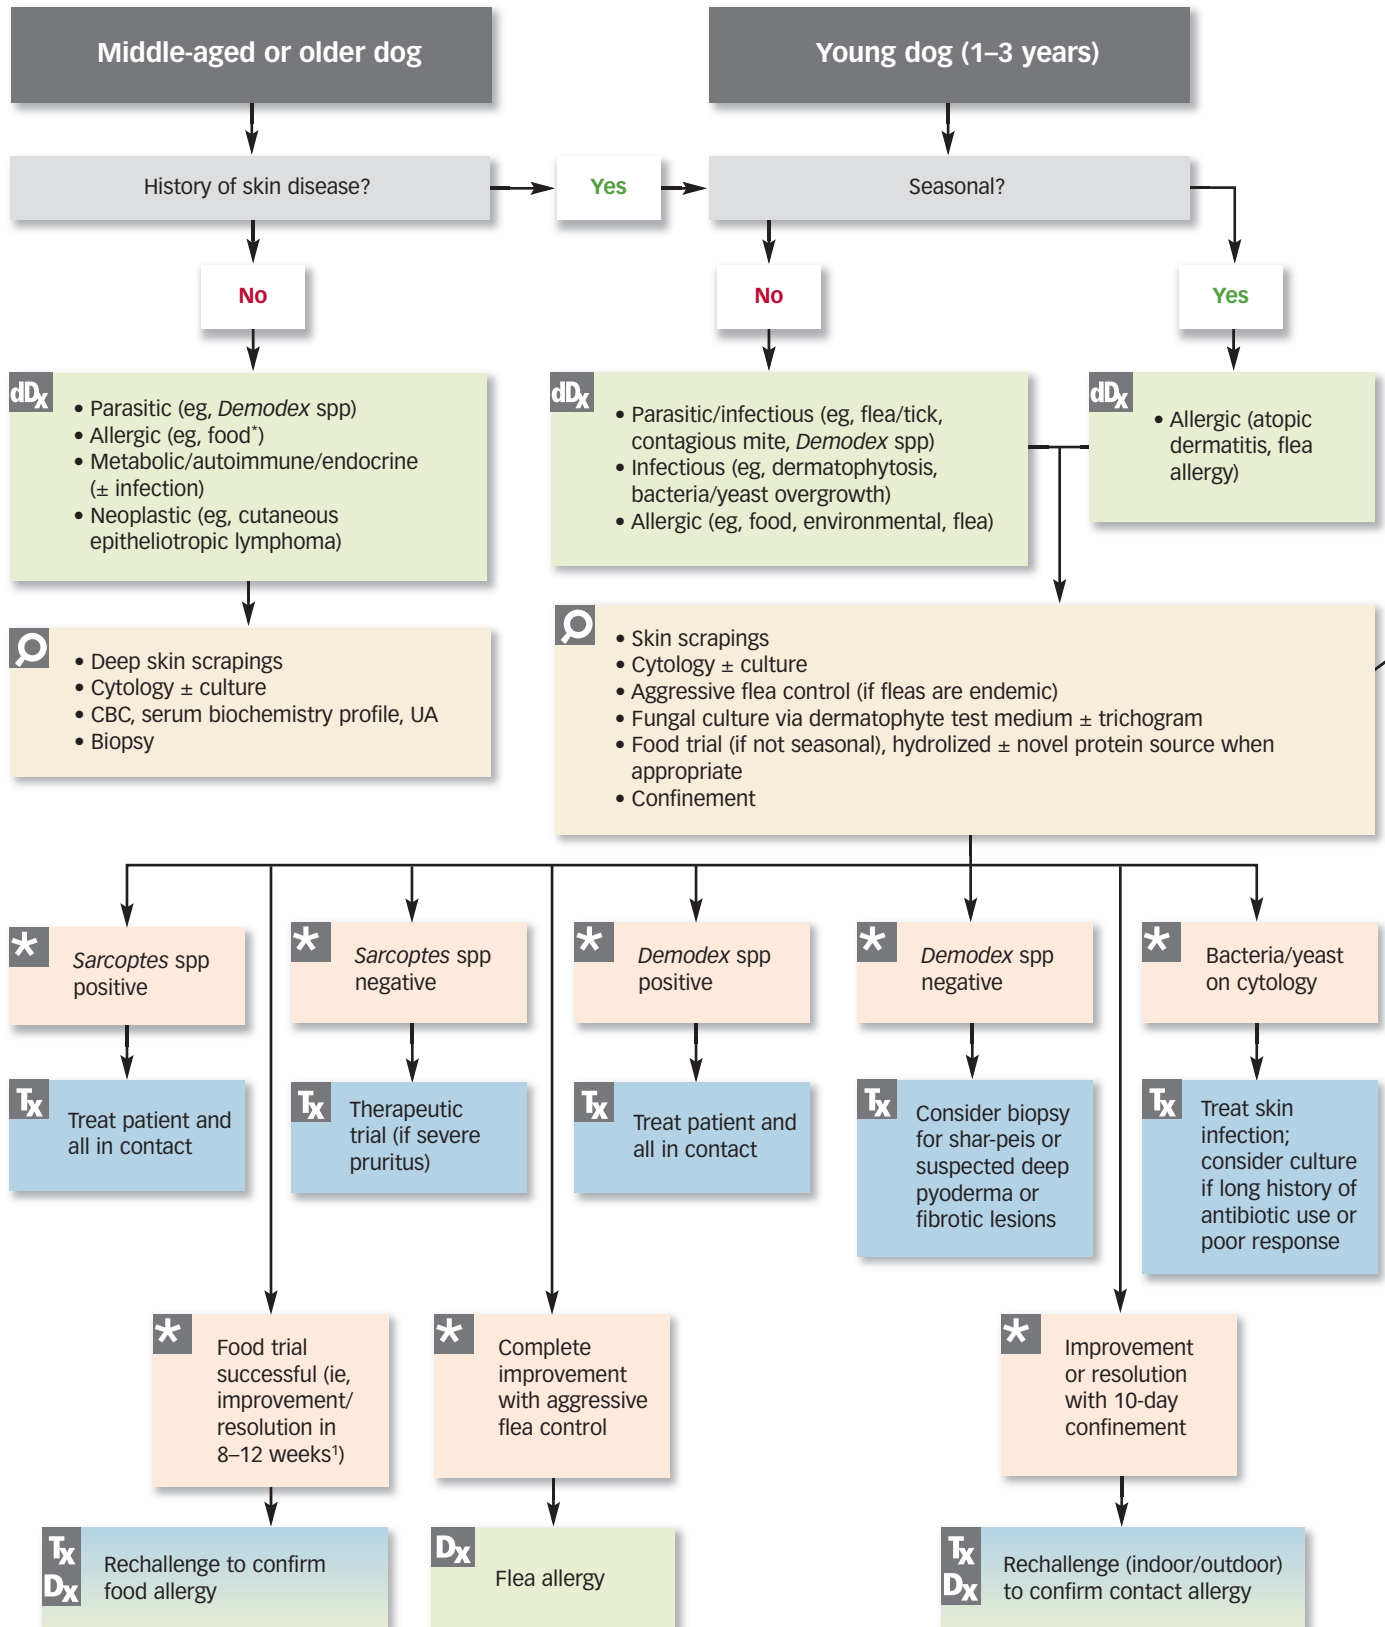 Middle-aged or older dog
Young dog (1–3 years)
History of skin disease?
Yes
Seasonal?
No
No
Yes
dDx
• Parasitic (eg, Demodex spp)
• Allergic (eg, food*)
• Metabolic/autoimmune/endocrine
(± infection)
• Neoplastic (eg, cutaneous
epitheliotropic lymphoma)
dDx
• Parasitic/infectious (eg, flea/tick,
contagious mite, Demodex spp)
• Infectious (eg, dermatophytosis,
bacteria/yeast overgrowth)
• Allergic (eg, food, environmental, flea)
dDx
• Allergic (atopic
dermatitis, flea
allergy)
• Deep skin scrapings
• Cytology ± culture
• CBC, serum biochemistry profile, UA
• Biopsy
• Skin scrapings
• Cytology ± culture
• Aggressive flea control (if fleas are endemic)
• Fungal culture via dermatophyte test medium ± trichogram
• Food trial (if not seasonal), hydrolized ± novel protein source when
appropriate
• Confinement
*
Sarcoptes spp
positive
*
Sarcoptes spp
negative
*
Demodex spp
positive
*
Demodex spp
negative
*
Bacteria/yeast
on cytology
Tx
Treat patient and
all in contact
Tx
Therapeutic
trial (if severe
pruritus)
Tx
Treat patient and
all in contact
Tx
Consider biopsy
for shar-peis or
suspected deep
pyoderma or
fibrotic lesions
Tx
Treat skin
infection;
consider culture
if long history of
antibiotic use or
poor response
*
Food trial
successful (ie,
improvement/
resolution in
8–12 weeks¹)
*
Complete
improvement
with aggressive
flea control
*
Improvement
or resolution
with 10-day
confinement
Tx
Dx
Rechallenge to confirm
food allergy
Dx
Flea allergy
Tx
Dx
Rechallenge (indoor/outdoor)
to confirm contact allergy